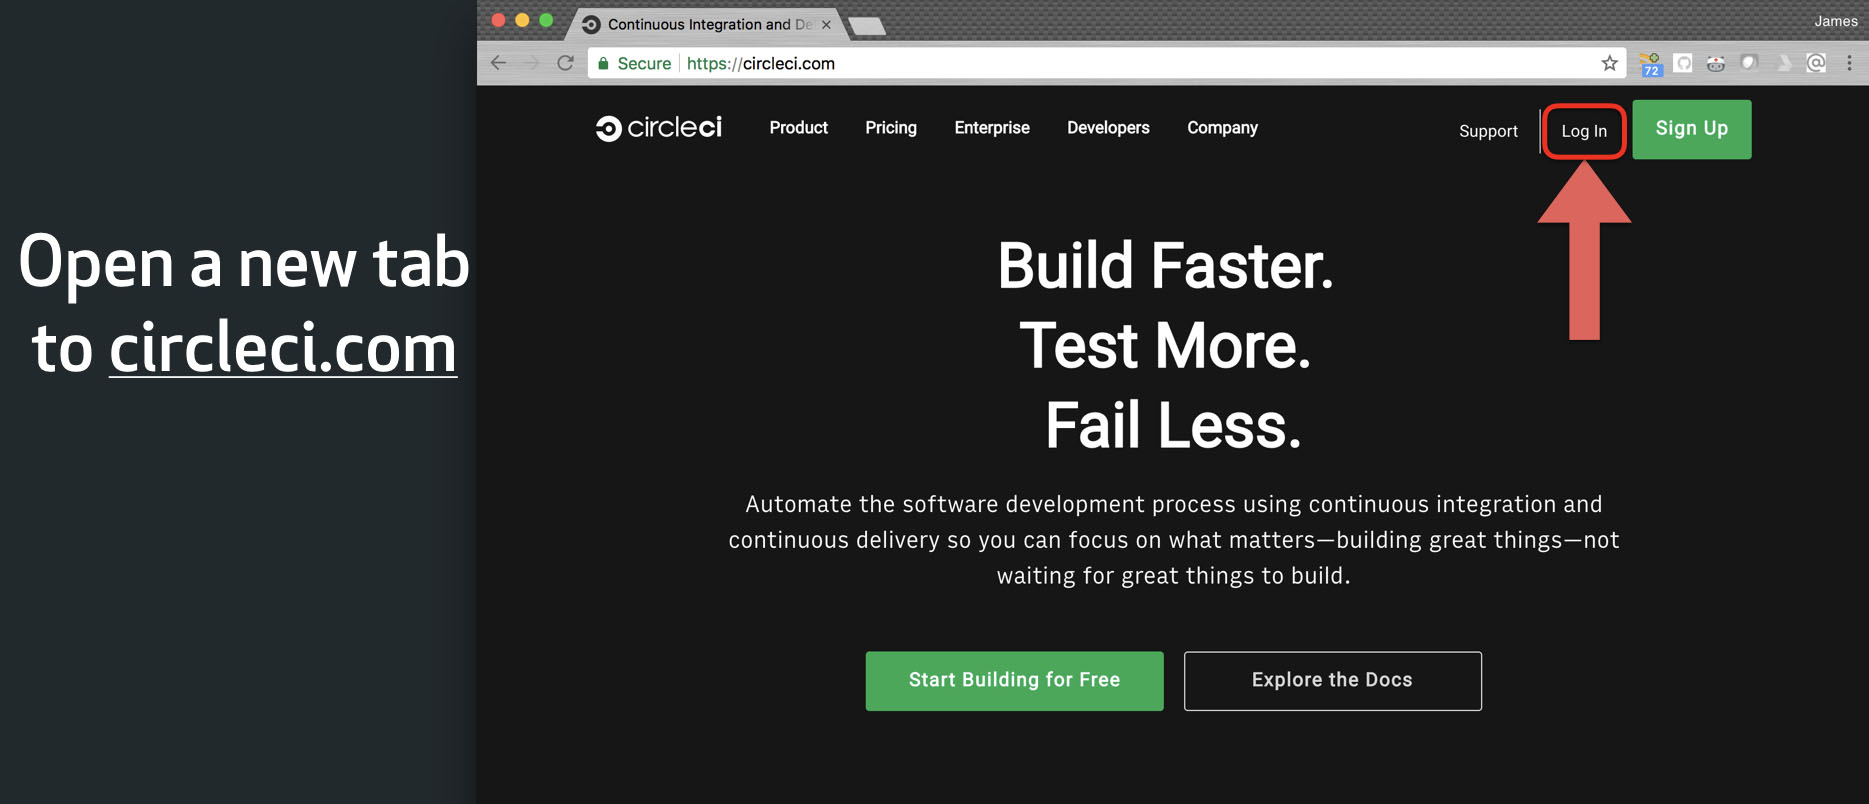 Open a new tab
to circleci.com
Continuous Integration and De
James
Secure https://circleci.com
72
circleci Product Pricing Enterprise Developers Company Support Log In Sign Up
Build Faster.
Test More.
Fail Less.
Automate the software development process using continuous integration and
continuous delivery so you can focus on what matters—building great things—not
waiting for great things to build.
Start Building for Free Explore the Docs